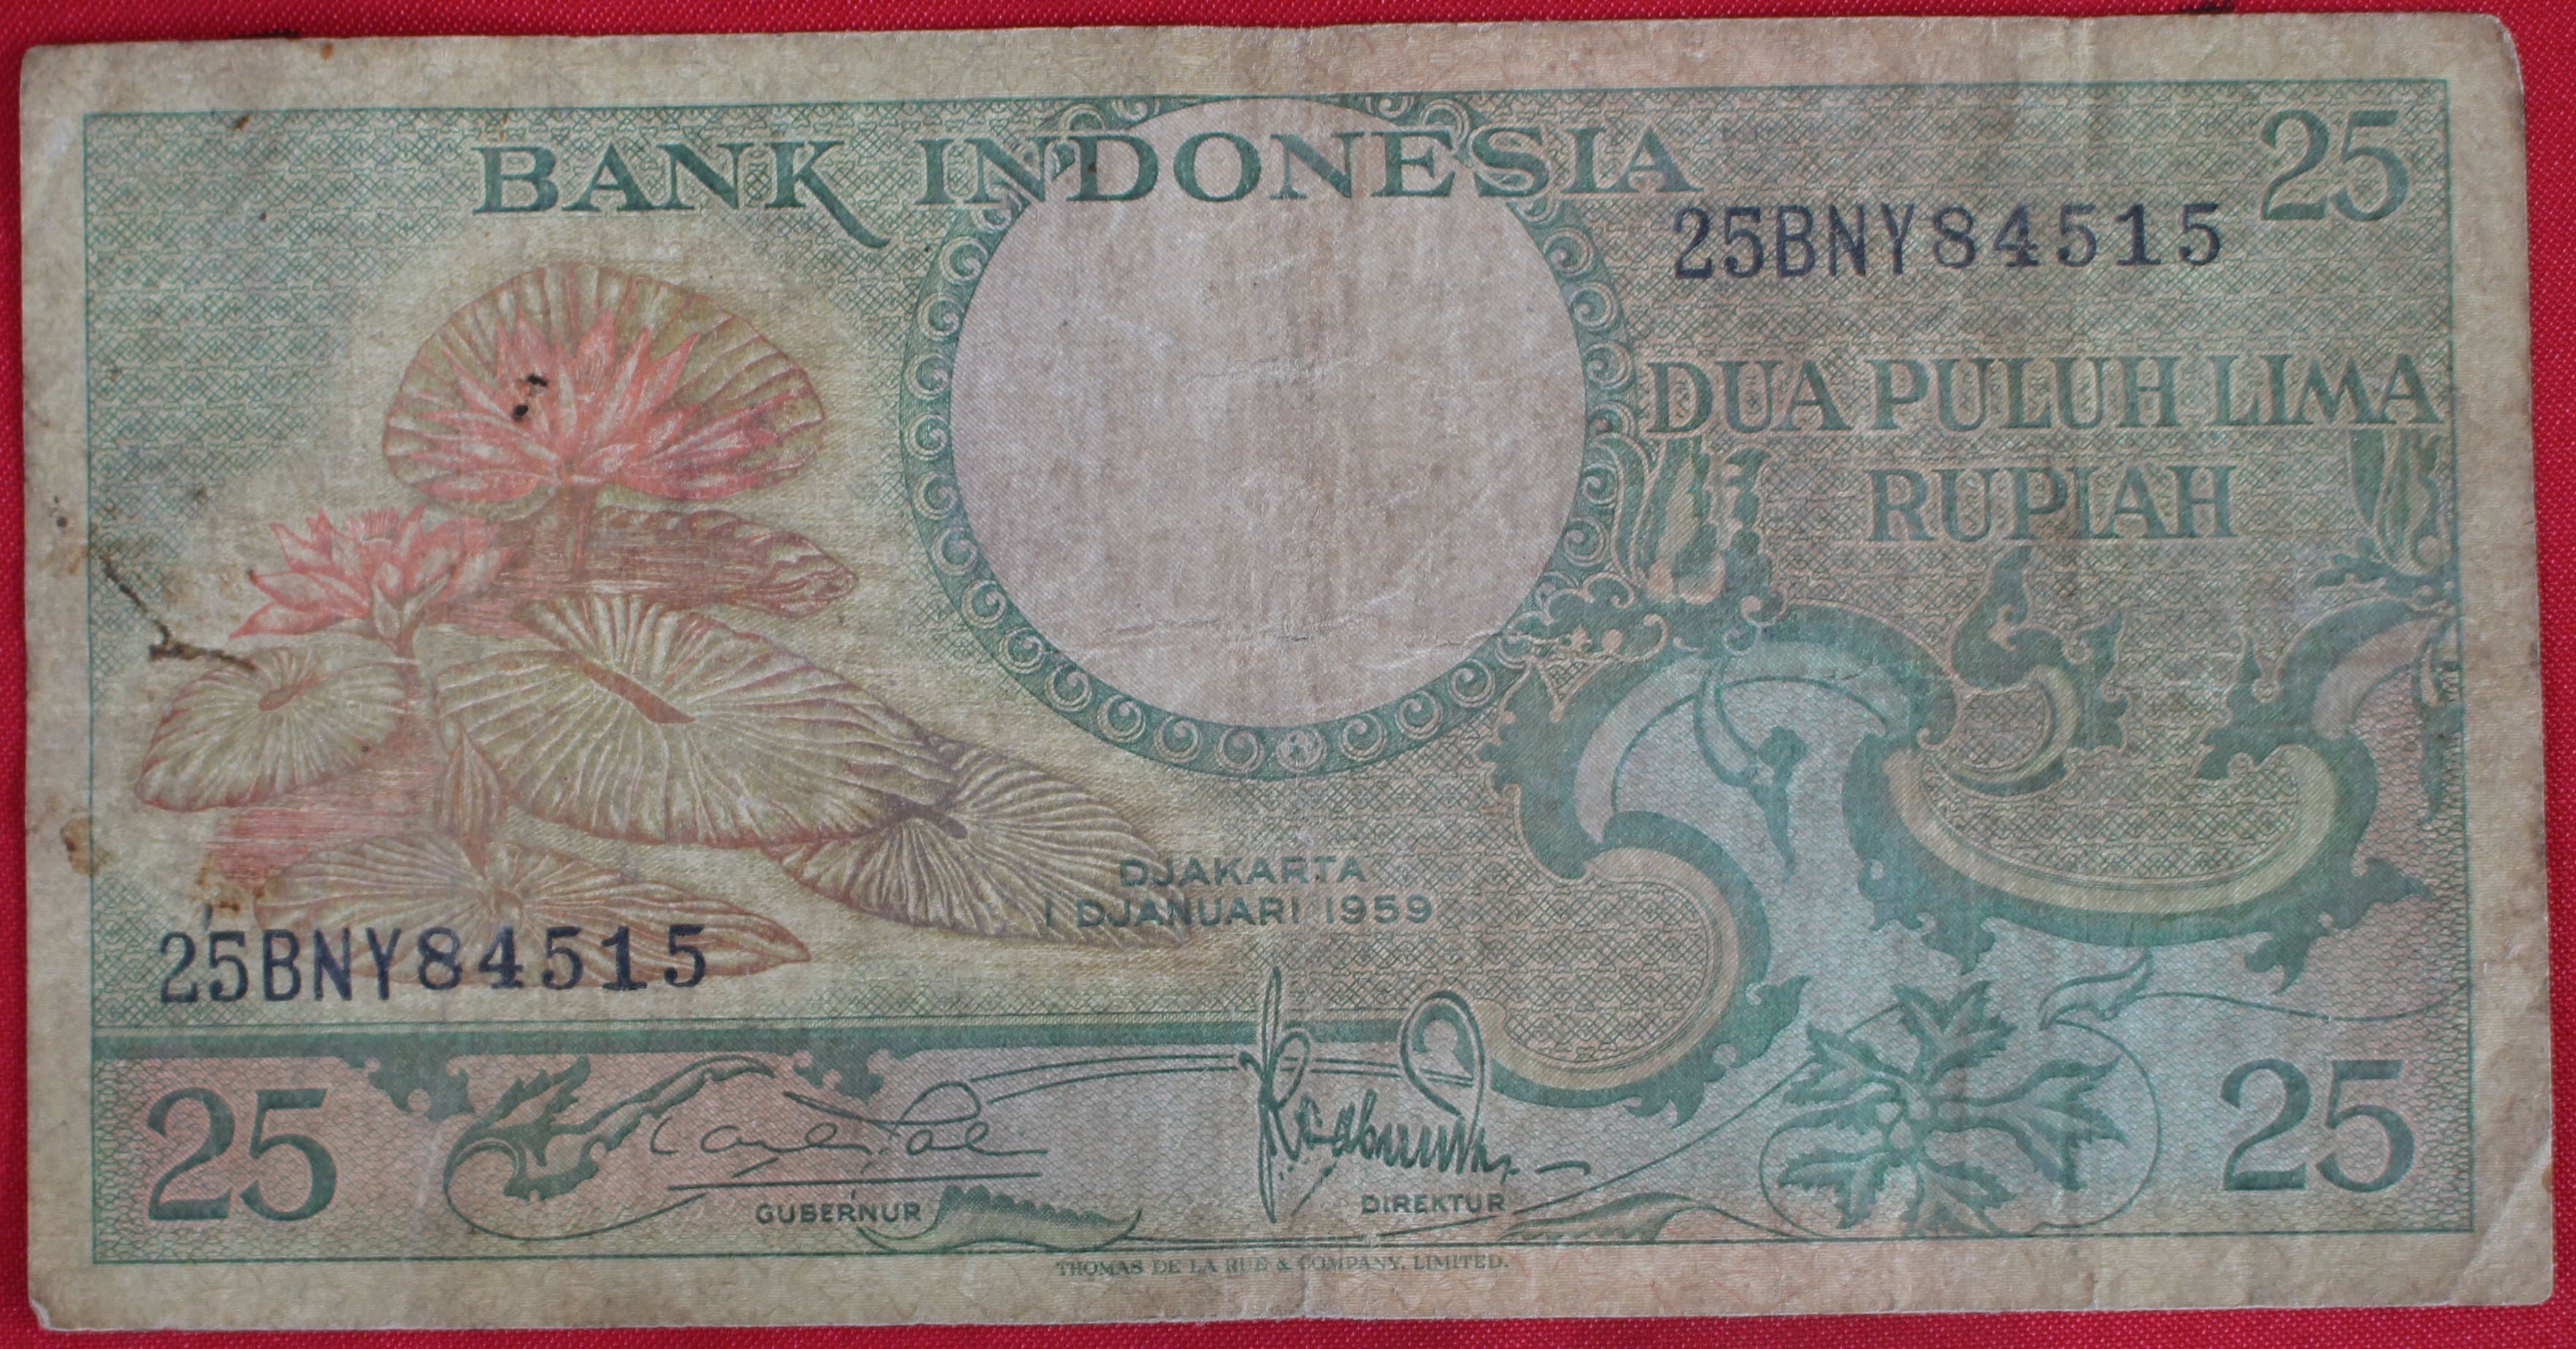 BANK INDONESIA
25
25BNY84515
DUA PULUH LIMA
RUPIAH
DJAKARTA
1 DJANUARI 1959
25BNY84515
25
GUBERNUR
DIREKTUR
25
THOMAS DE LA RUE & COMPANY, LIMITED.